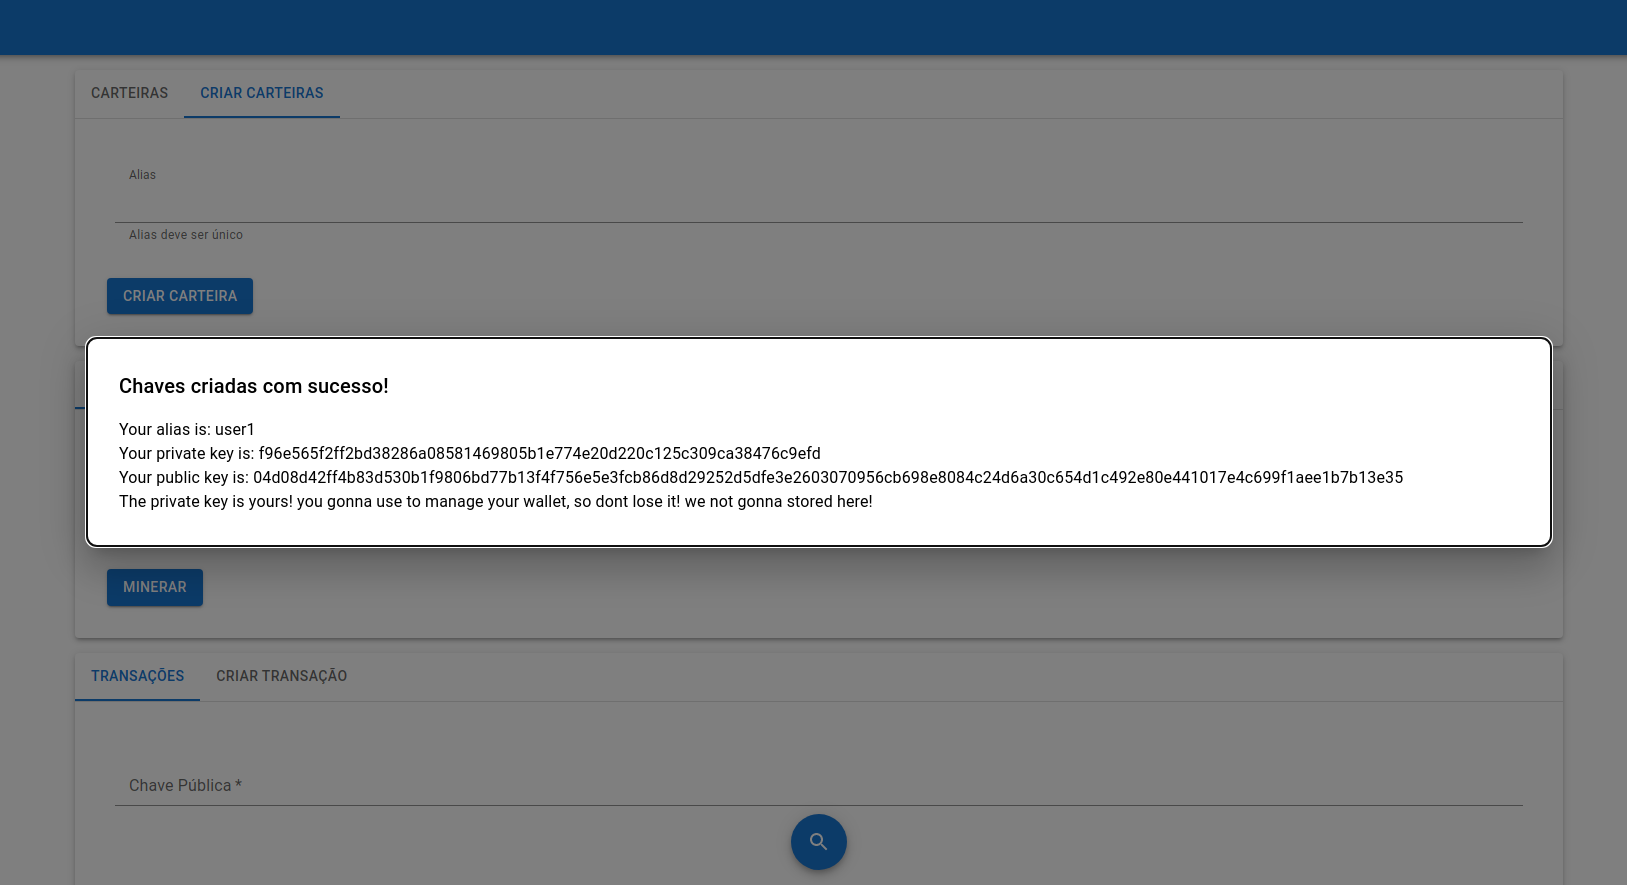 CARTEIRAS CRIAR CARTEIRAS
Alias
Alias deve ser único
CRIAR CARTEIRA
Chaves criadas com sucesso!
Your alias is: user1
Your private key is: f96e565f2ff2bd38286a08581469805b1e774e20d220c125c309ca38476c9efd
Your public key is: 04d08d42ff4b83d530b1f9806bd77b13f4f756e5e3fcb86d8d29252d5dfe3e2603070956cb698e8084c24d6a30c654d1c492e80e441017e4c699f1aee1b7b13e35
The private key is yours! you gonna use to manage your wallet, so dont lose it! we not gonna stored here!
MINERAR
TRANSAÇÕES CRIAR TRANSAÇÃO
Chave Pública *